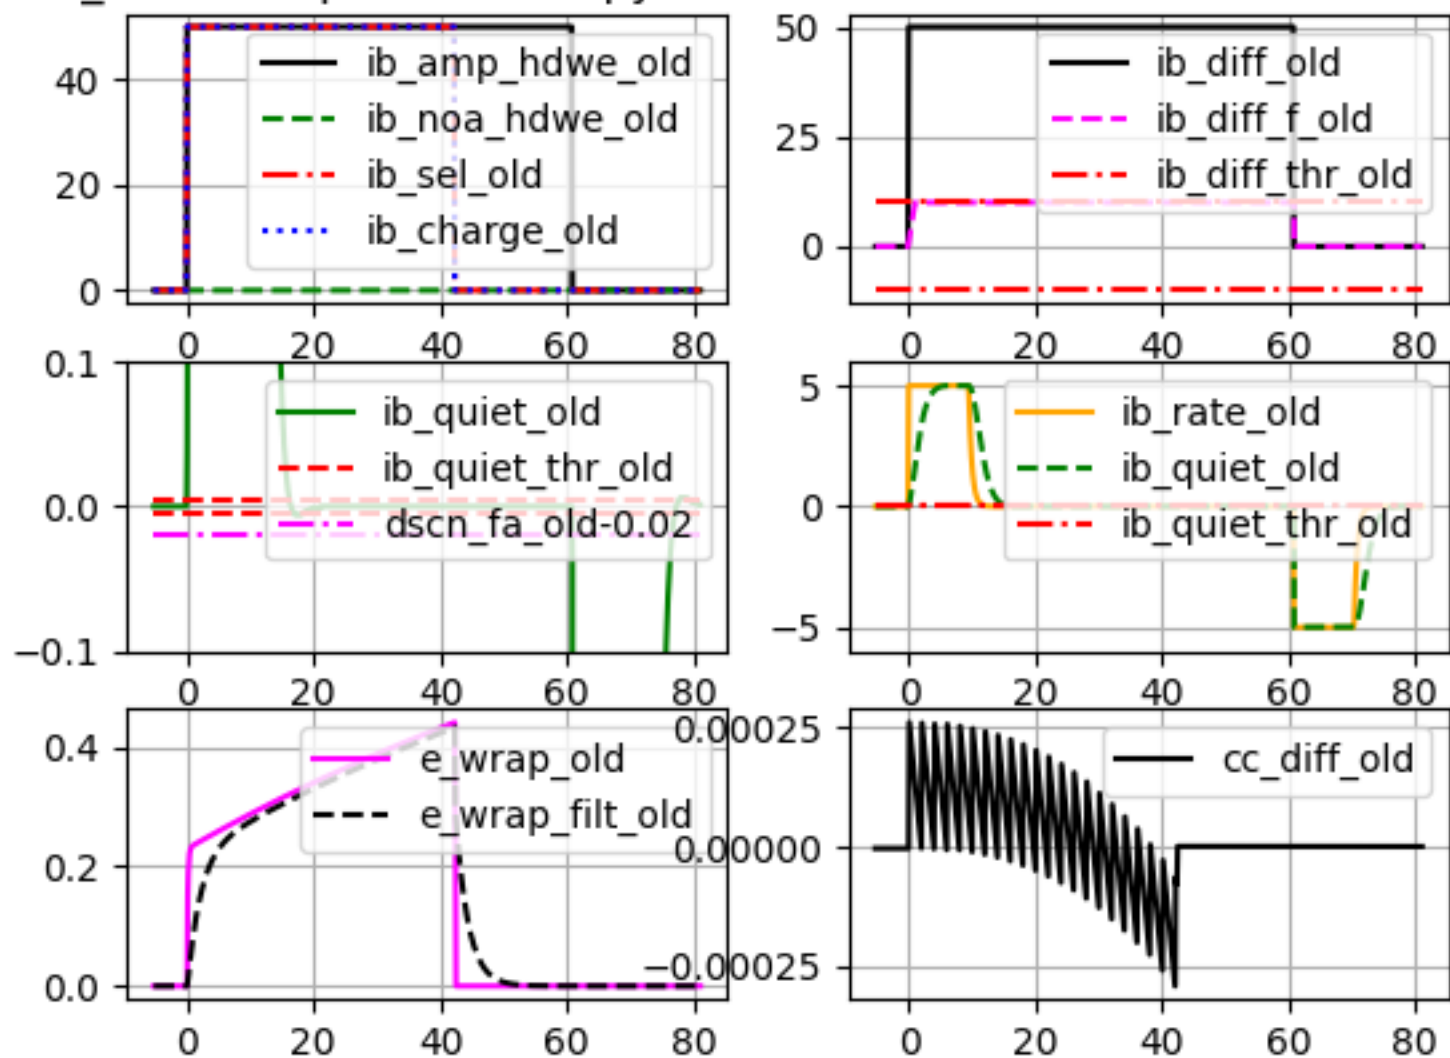 ib_amp_hdwe_old
ib_noa_hdwe_old
ib_sel_old
ib_charge_old
40
20
0
0 20 40 60 80
ib_diff_old
ib_diff_f_old
ib_diff_thr_old
50
25
0
0 20 40 60 80
ib_quiet_old
ib_quiet_thr_old
dscn_fa_old-0.02
0.1
0.0
−0.1
0 20 40 60 80
ib_rate_old
ib_quiet_old
ib_quiet_thr_old
5
0
−5
0 20 40 60 80
e_wrap_old
e_wrap_filt_old
0.4
0.2
0.0
0 20 40 60 80
cc_diff_old
0.00025
0.00000
−0.00025
0 20 40 60 80